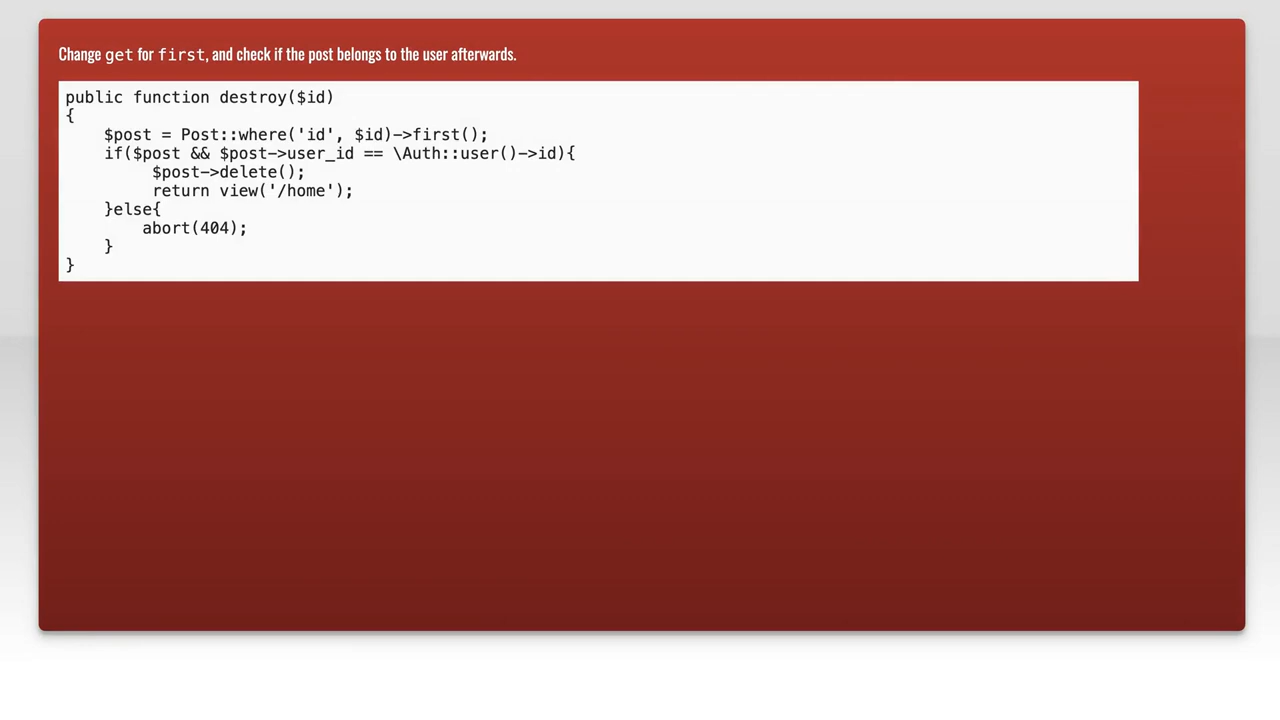 Change get for first, and check if the post belongs to the user afterwards.
public function destroy($id)
{
    $post = Post::where('id', $id)->first();
    if($post && $post->user_id == \Auth::user()->id){
         $post->delete();
         return view('/home');
    }else{
        abort(404);
    }
}